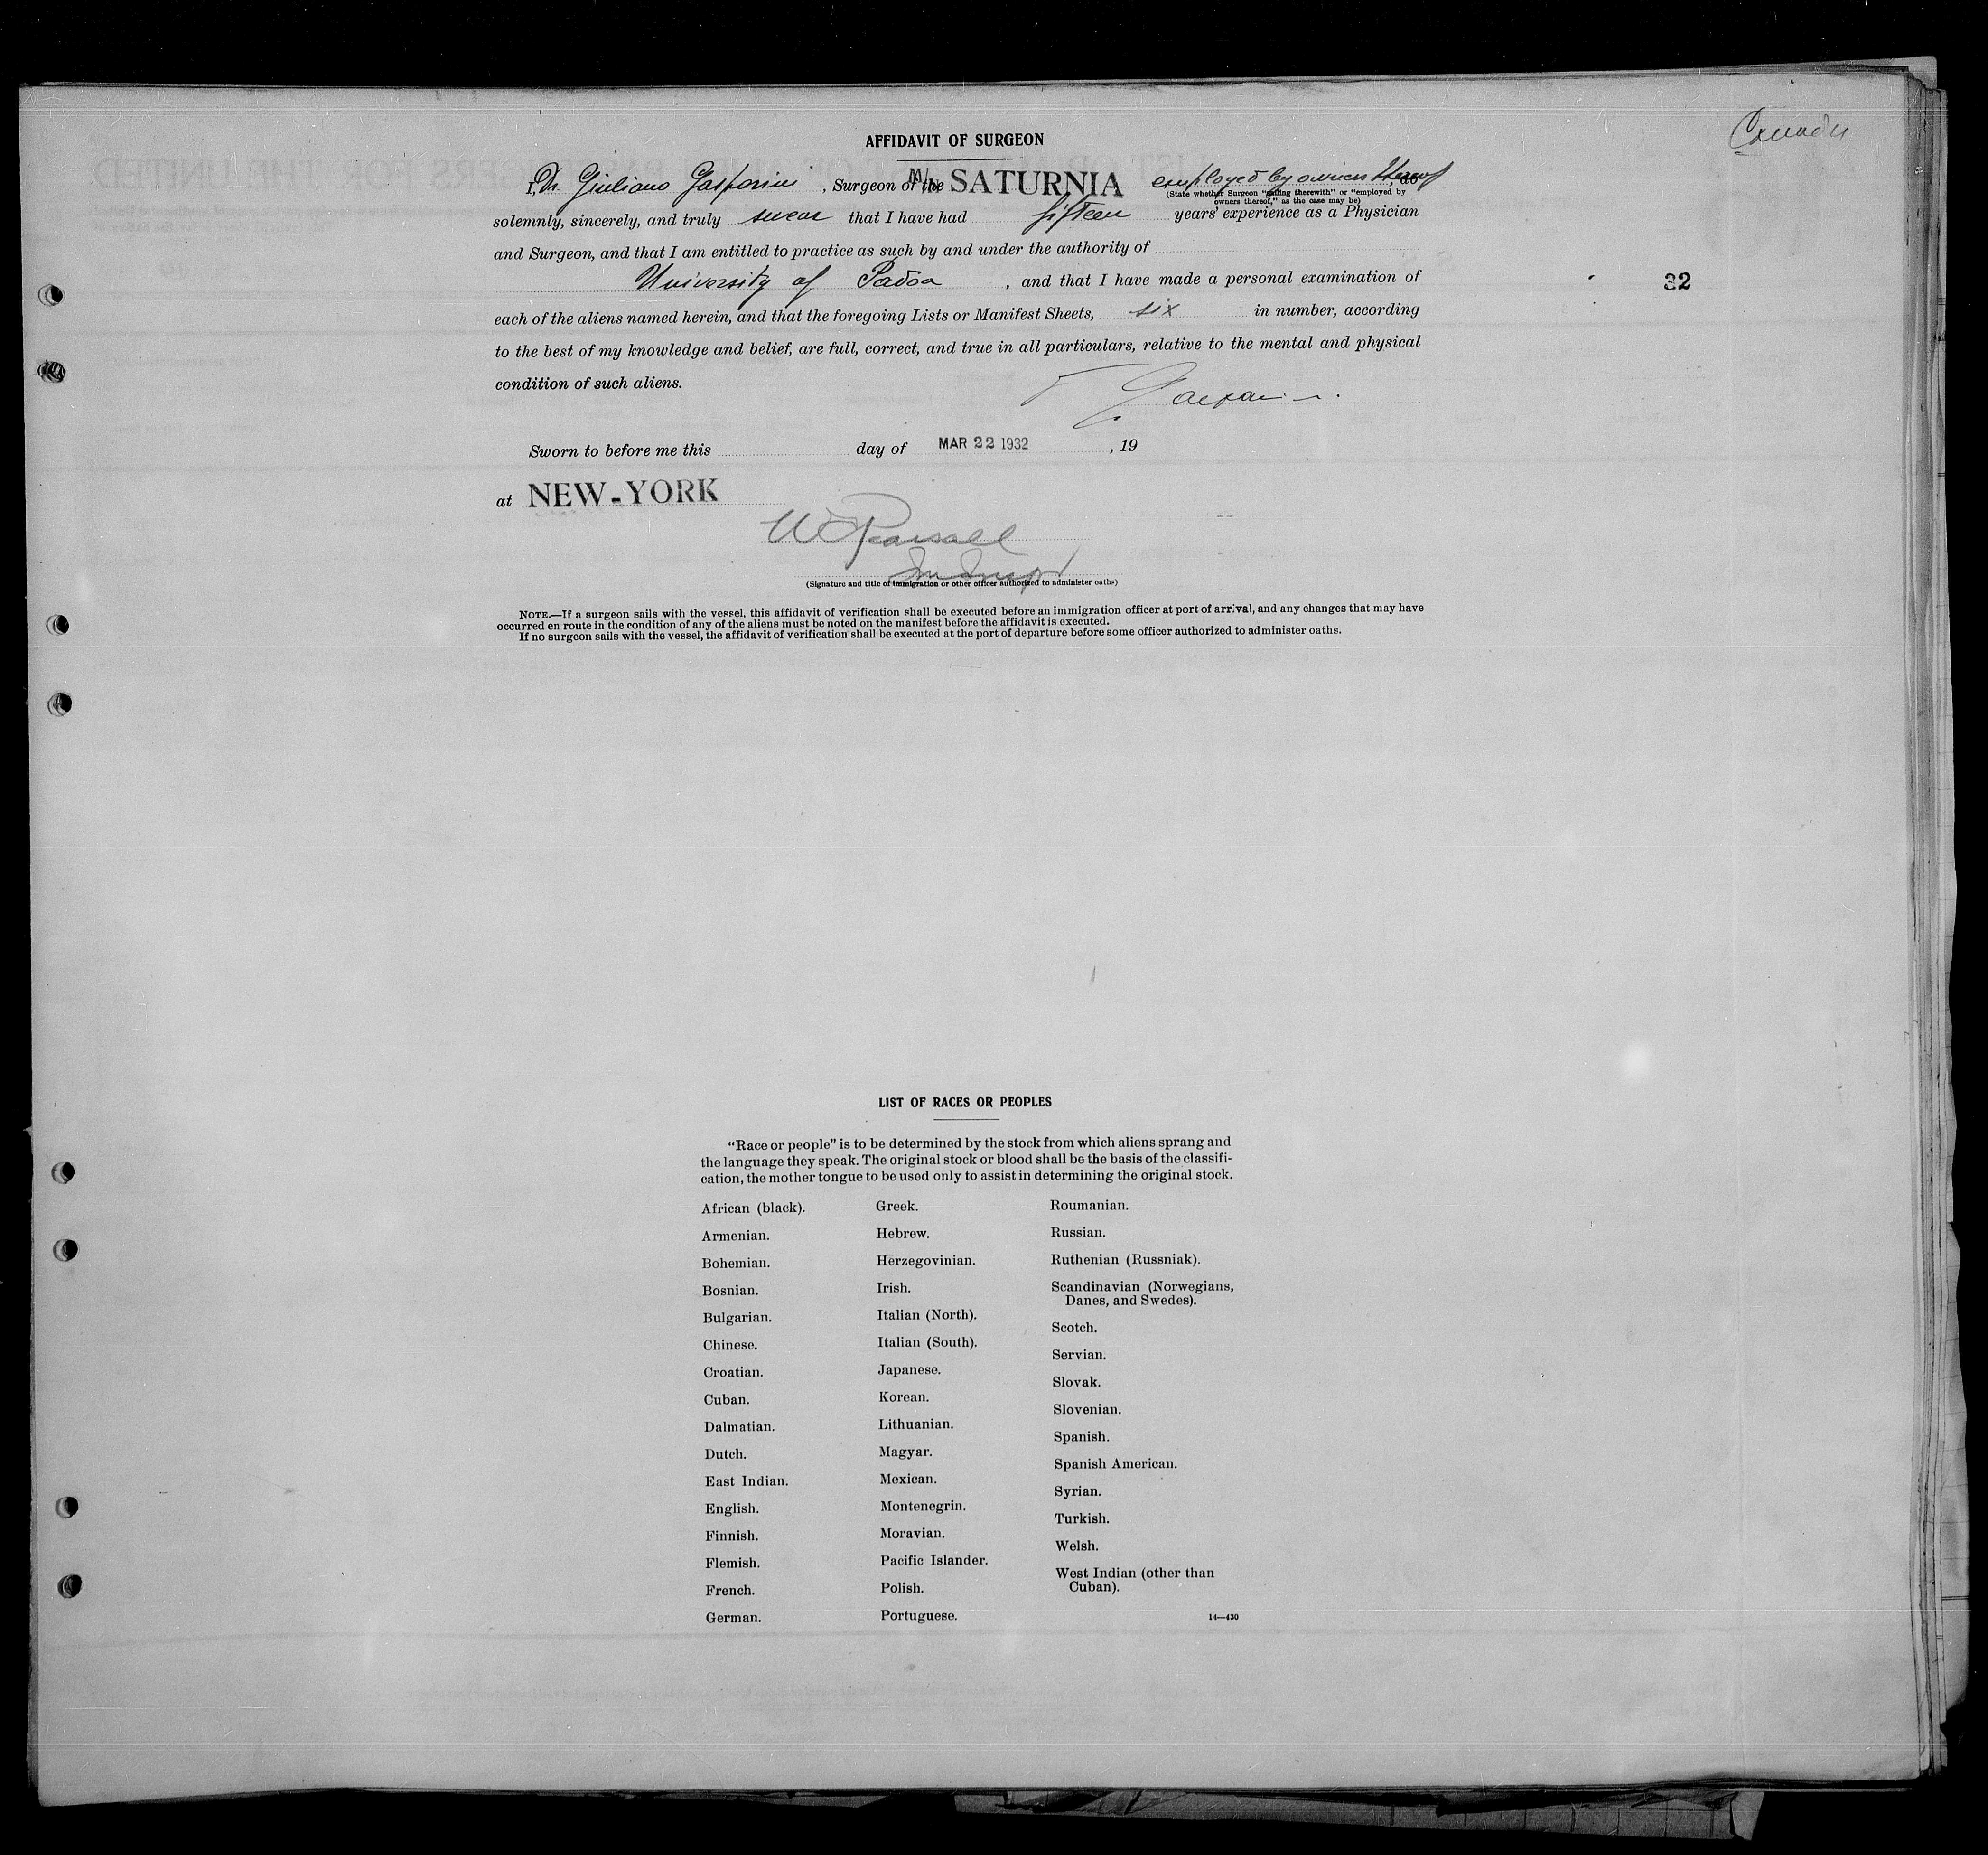 Canada
AFFIDAVIT OF SURGEON
I, Dr. Giuliano Gasparini, Surgeon of the M/N SATURNIA employed by owners thereof, do
(State whether Surgeon "sailing therewith" or "employed by
owners thereof," as the case may be)
solemnly, sincerely, and truly swear that I have had fifteen years' experience as a Physician
and Surgeon, and that I am entitled to practice as such by and under the authority of
University of Padoa, and that I have made a personal examination of
32
each of the aliens named herein, and that the foregoing Lists or Manifest Sheets, six in number, according
to the best of my knowledge and belief, are full, correct, and true in all particulars, relative to the mental and physical
condition of such aliens.
Gasparini
Sworn to before me this day of MAR 22 1932, 19
at NEW-YORK
Pearsall
(Signature and title of immigration or other officer authorized to administer oaths)
NOTE.—If a surgeon sails with the vessel, this affidavit of verification shall be executed before an immigration officer at port of arrival, and any changes that may have
occurred en route in the condition of any of the aliens must be noted on the manifest before the affidavit is executed.
If no surgeon sails with the vessel, the affidavit of verification shall be executed at the port of departure before some officer authorized to administer oaths.
LIST OF RACES OR PEOPLES
"Race or people" is to be determined by the stock from which aliens sprang and
the language they speak. The original stock or blood shall be the basis of the classifi-
cation, the mother tongue to be used only to assist in determining the original stock.
African (black).
Armenian.
Bohemian.
Bosnian.
Bulgarian.
Chinese.
Croatian.
Cuban.
Dalmatian.
Dutch.
East Indian.
English.
Finnish.
Flemish.
French.
German.
Greek.
Hebrew.
Herzegovinian.
Irish.
Italian (North).
Italian (South).
Japanese.
Korean.
Lithuanian.
Magyar.
Mexican.
Montenegrin.
Moravian.
Pacific Islander.
Polish.
Portuguese.
Roumanian.
Russian.
Ruthenian (Russniak).
Scandinavian (Norwegians,
Danes, and Swedes).
Scotch.
Servian.
Slovak.
Slovenian.
Spanish.
Spanish American.
Syrian.
Turkish.
Welsh.
West Indian (other than
Cuban).
14—430